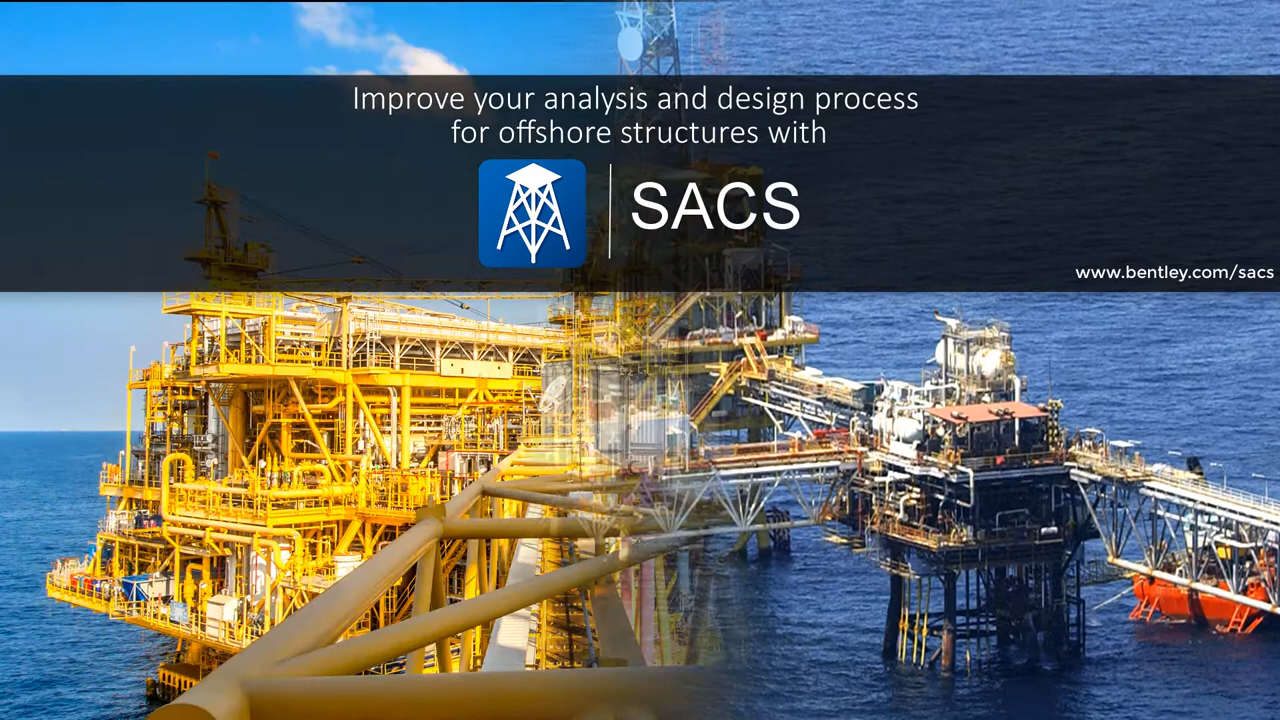 Improve your analysis and design process
for offshore structures with
SACS
www.bentley.com/sacs